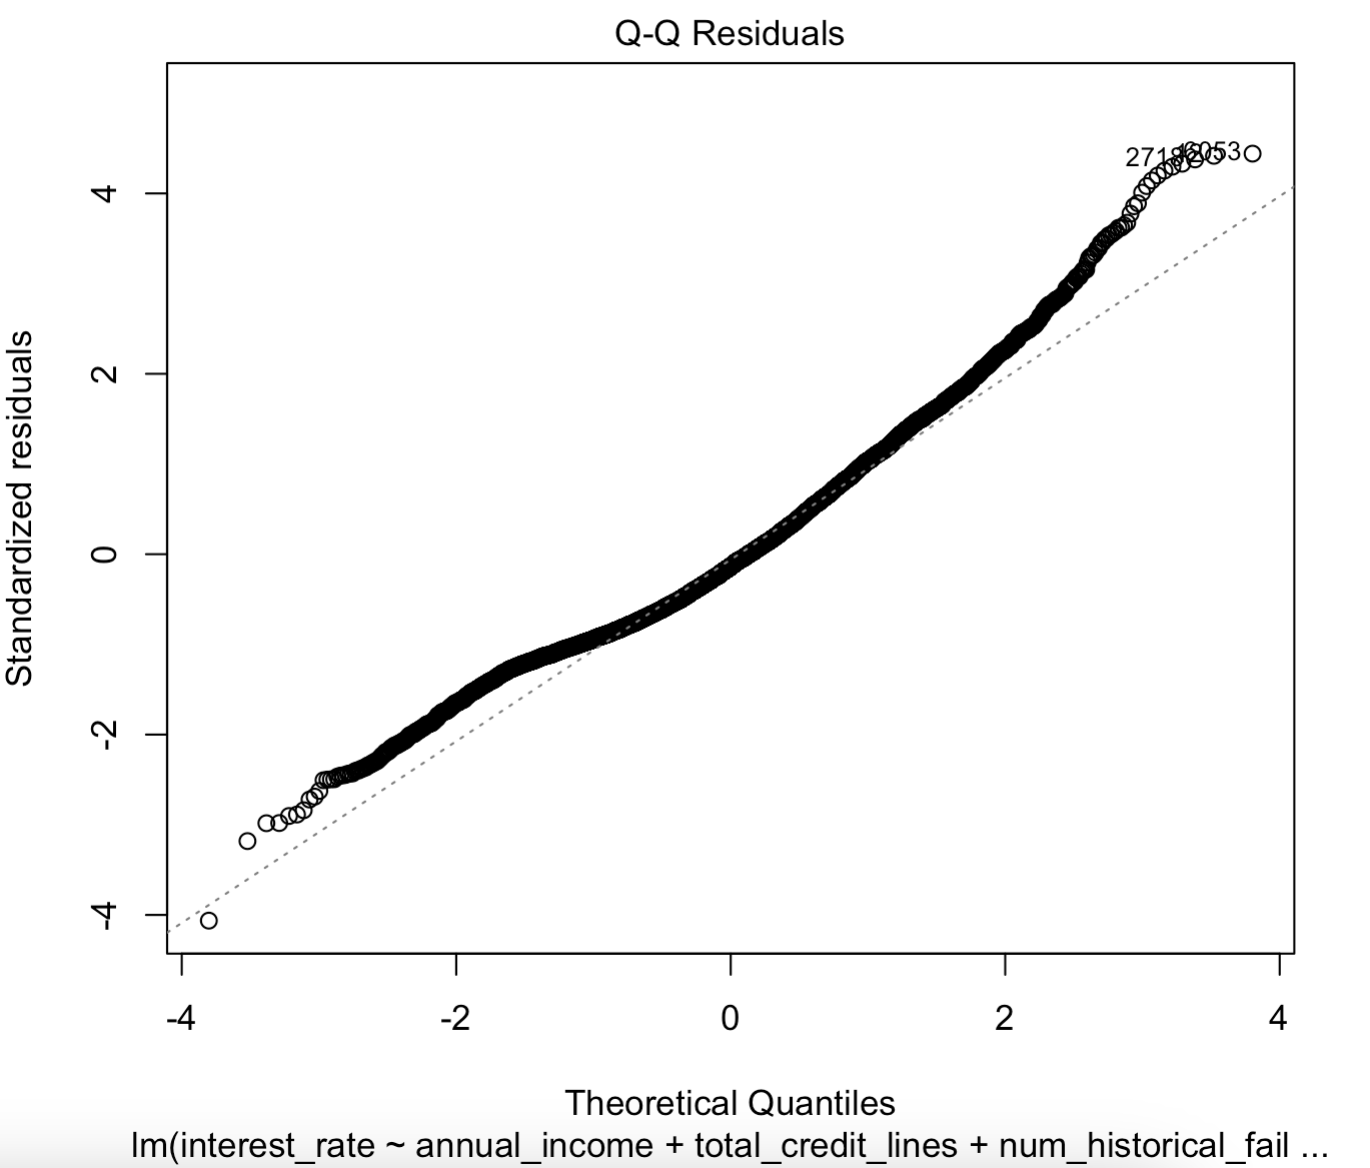 Q-Q Residuals
Standardized residuals
4
2
0
-2
-4
-4
-2
0
2
4
Theoretical Quantiles
lm(interest_rate ~ annual_income + total_credit_lines + num_historical_fail ...